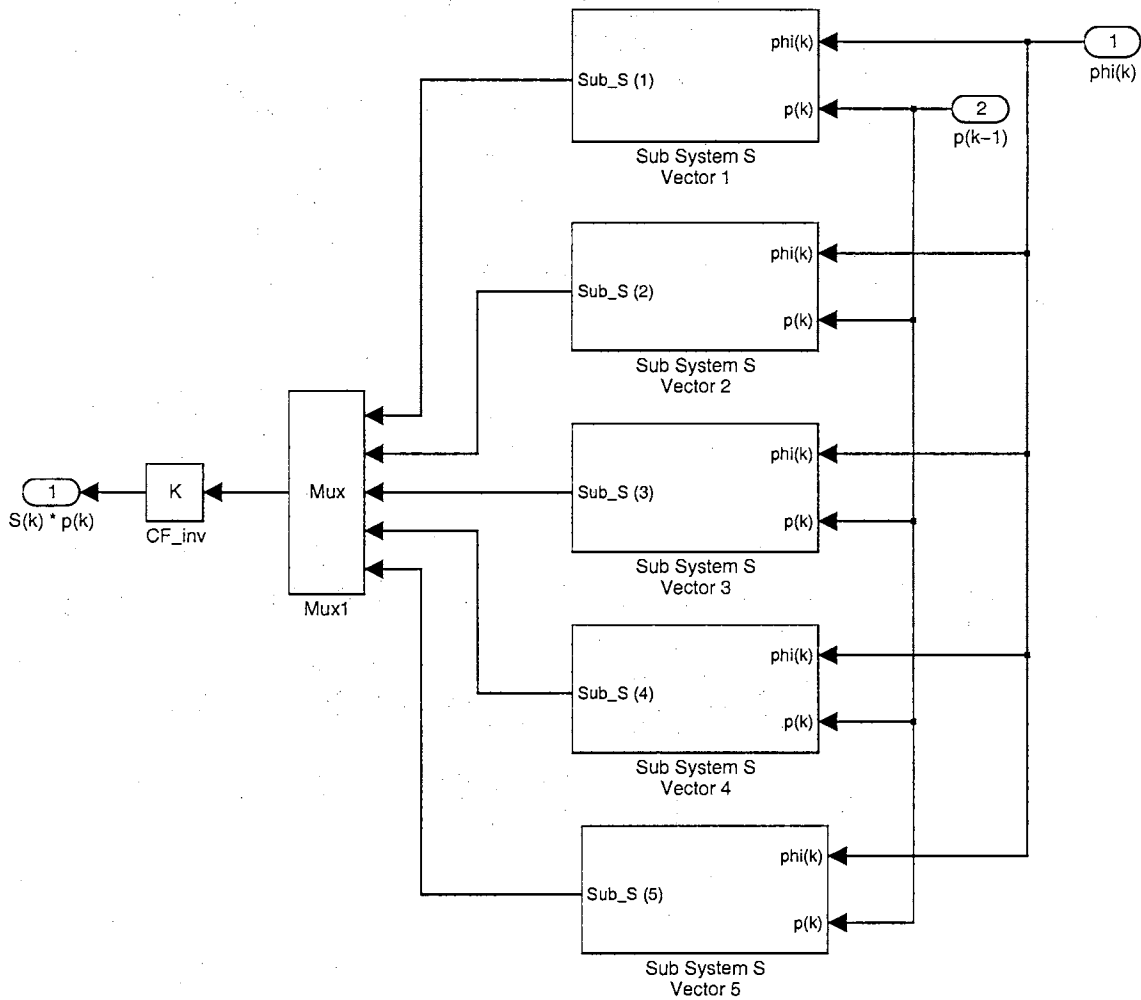 phi(k)
1
phi(k)
Sub_S (1)
p(k)
2
p(k−1)
Sub System S
Vector 1
phi(k)
Sub_S (2)
p(k)
Sub System S
Vector 2
phi(k)
Sub_S (3)
p(k)
Sub System S
Vector 3
Mux
Mux1
K
CF_inv
1
S(k) * p(k)
phi(k)
Sub_S (4)
p(k)
Sub System S
Vector 4
phi(k)
Sub_S (5)
p(k)
Sub System S
Vector 5